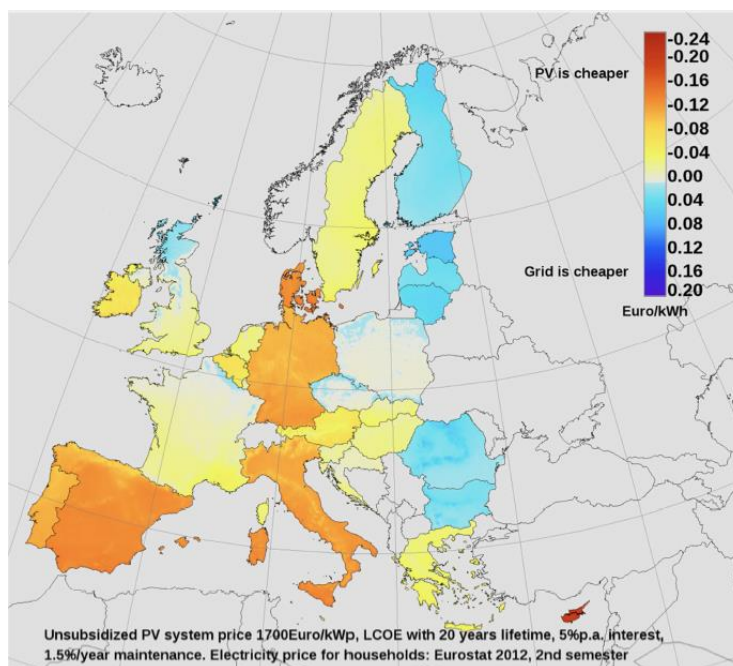 -0.24
-0.20
PV is cheaper
-0.16
-0.12
-0.08
-0.04
0.00
0.04
0.08
0.12
Grid is cheaper
0.16
0.20
Euro/kWh
Unsubsidized PV system price 1700Euro/kWp, LCOE with 20 years lifetime, 5%p.a. interest,
1.5%/year maintenance. Electricity price for households: Eurostat 2012, 2nd semester